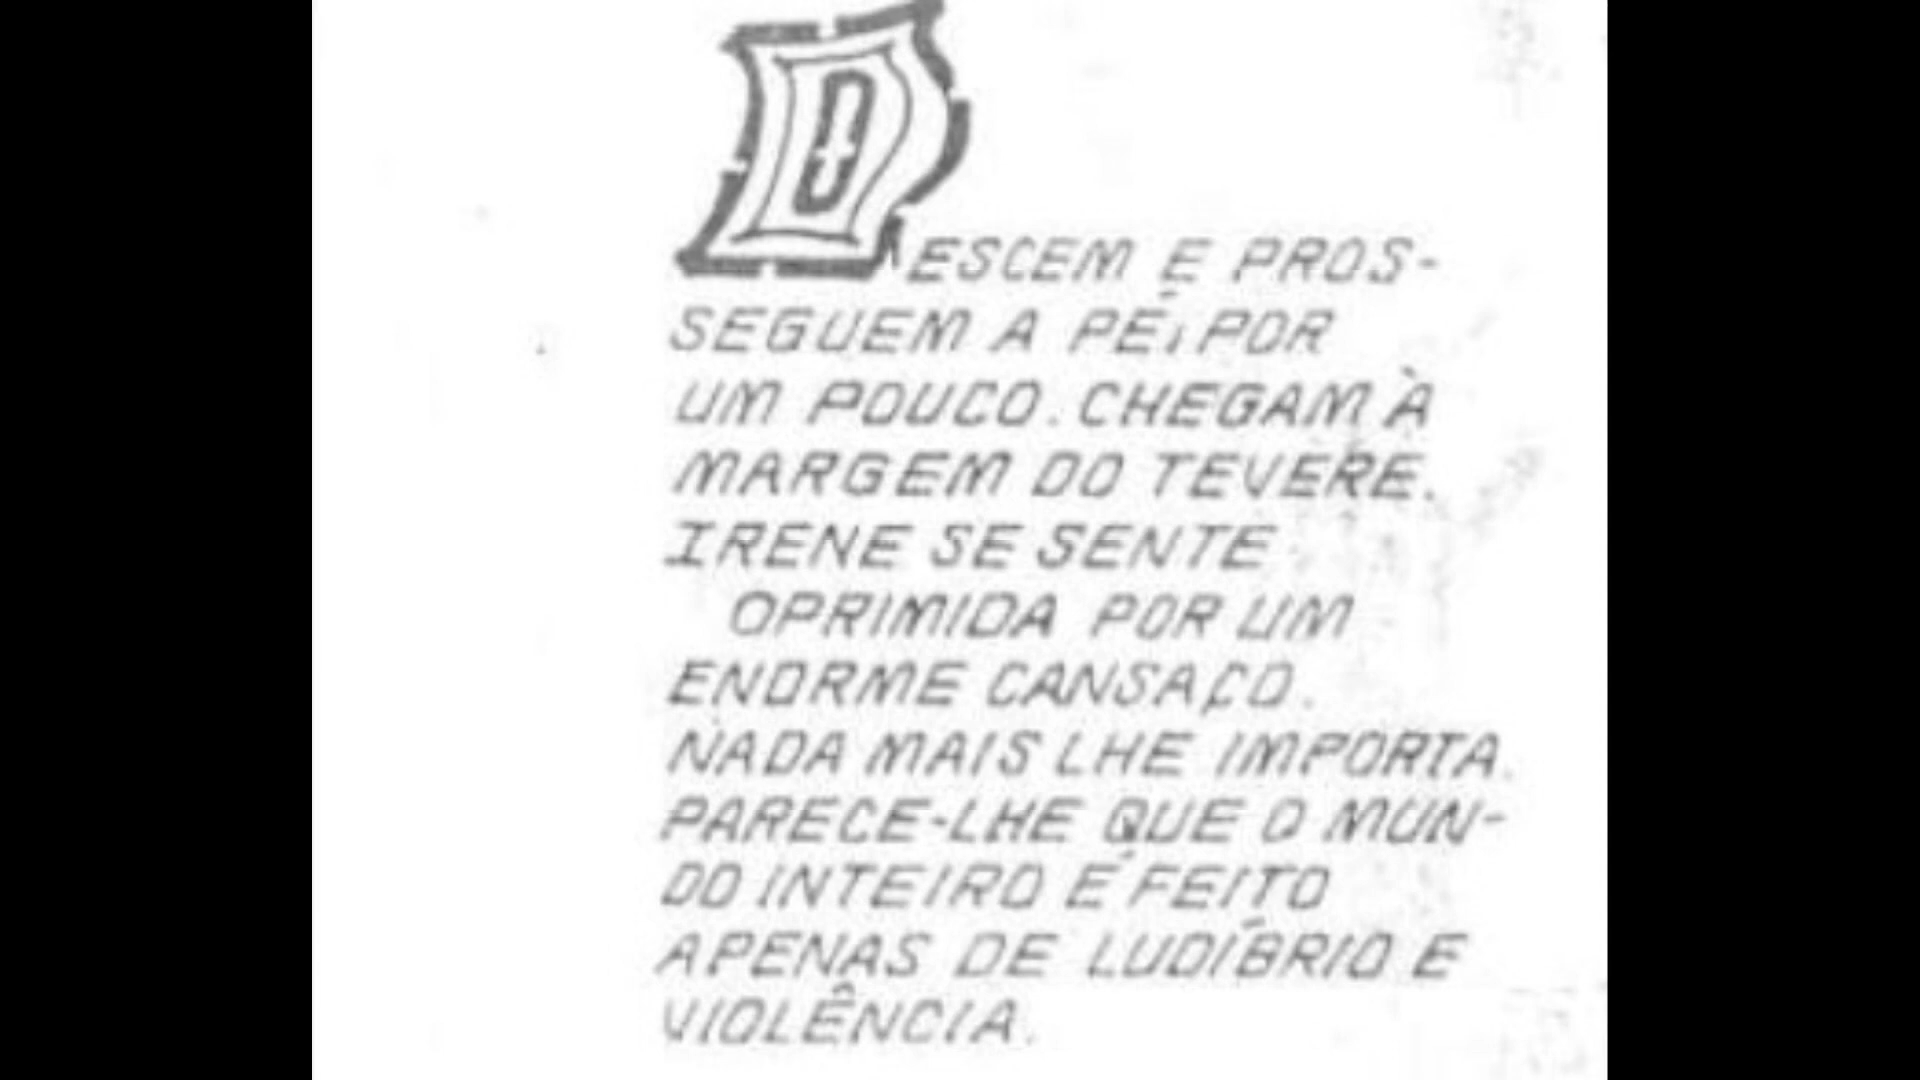 DESCEM E PROS-
SEGUEM A PÉ, POR
UM POUCO. CHEGAM À
MARGEM DO TEVERE.
IRENE SE SENTE
OPRIMIDA POR UM
ENORME CANSAÇO.
NADA MAIS LHE IMPORTA.
PARECE-LHE QUE O MUN-
DO INTEIRO É FEITO
APENAS DE LUDÍBRIO E
VIOLÊNCIA.